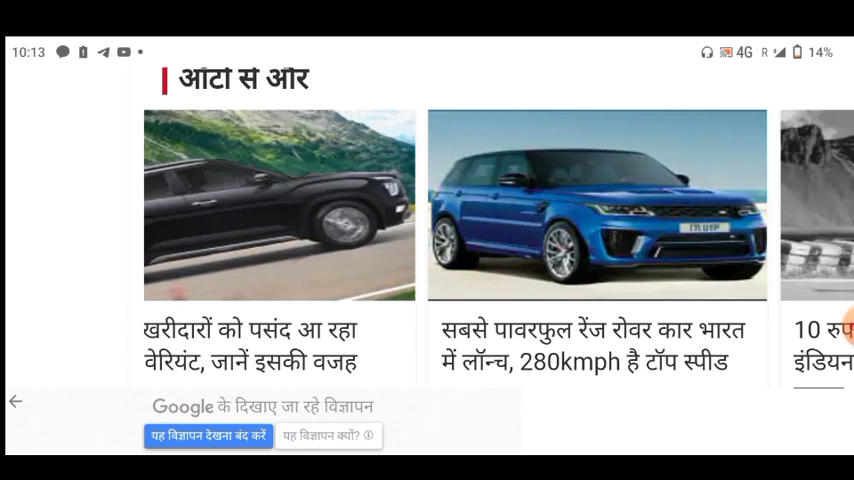 10:13
4G R 14%
ऑटो से और
खरीदारों को पसंद आ रहा
वेरियंट, जानें इसकी वजह
सबसे पावरफुल रेंज रोवर कार भारत
में लॉन्च, 280kmph है टॉप स्पीड
10 रुप
इंडियन
Google के दिखाए जा रहे विज्ञापन
यह विज्ञापन देखना बंद करें
यह विज्ञापन क्यों?